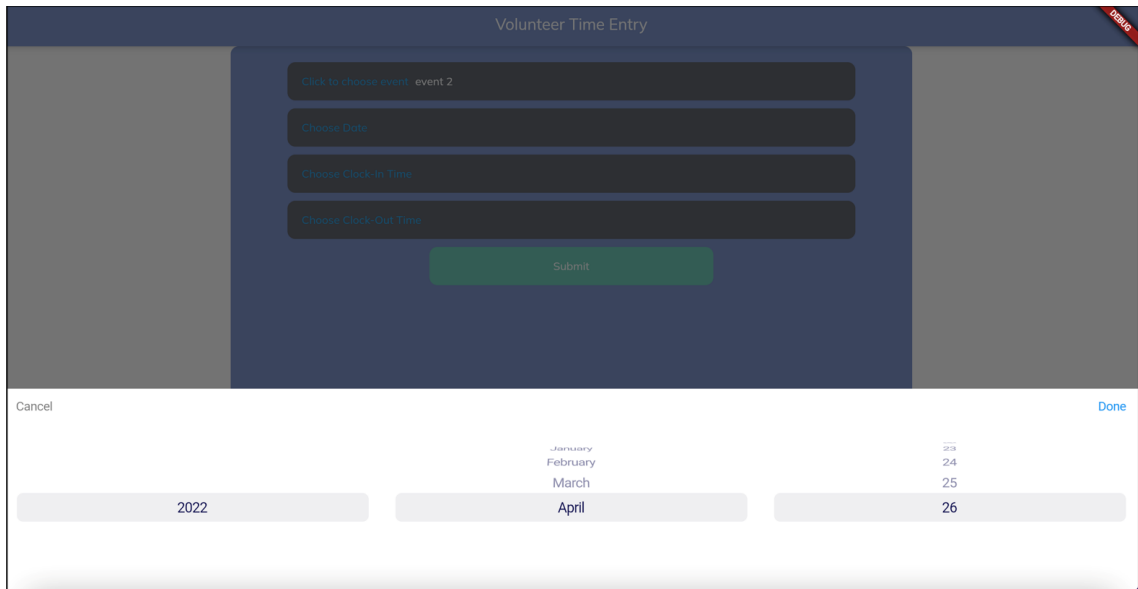 Volunteer Time Entry
DEBUG
Click to choose event event 2
Choose Date
Choose Clock-In Time
Choose Clock-Out Time
Submit
Cancel
Done
January
23
February
24
March
25
2022
April
26